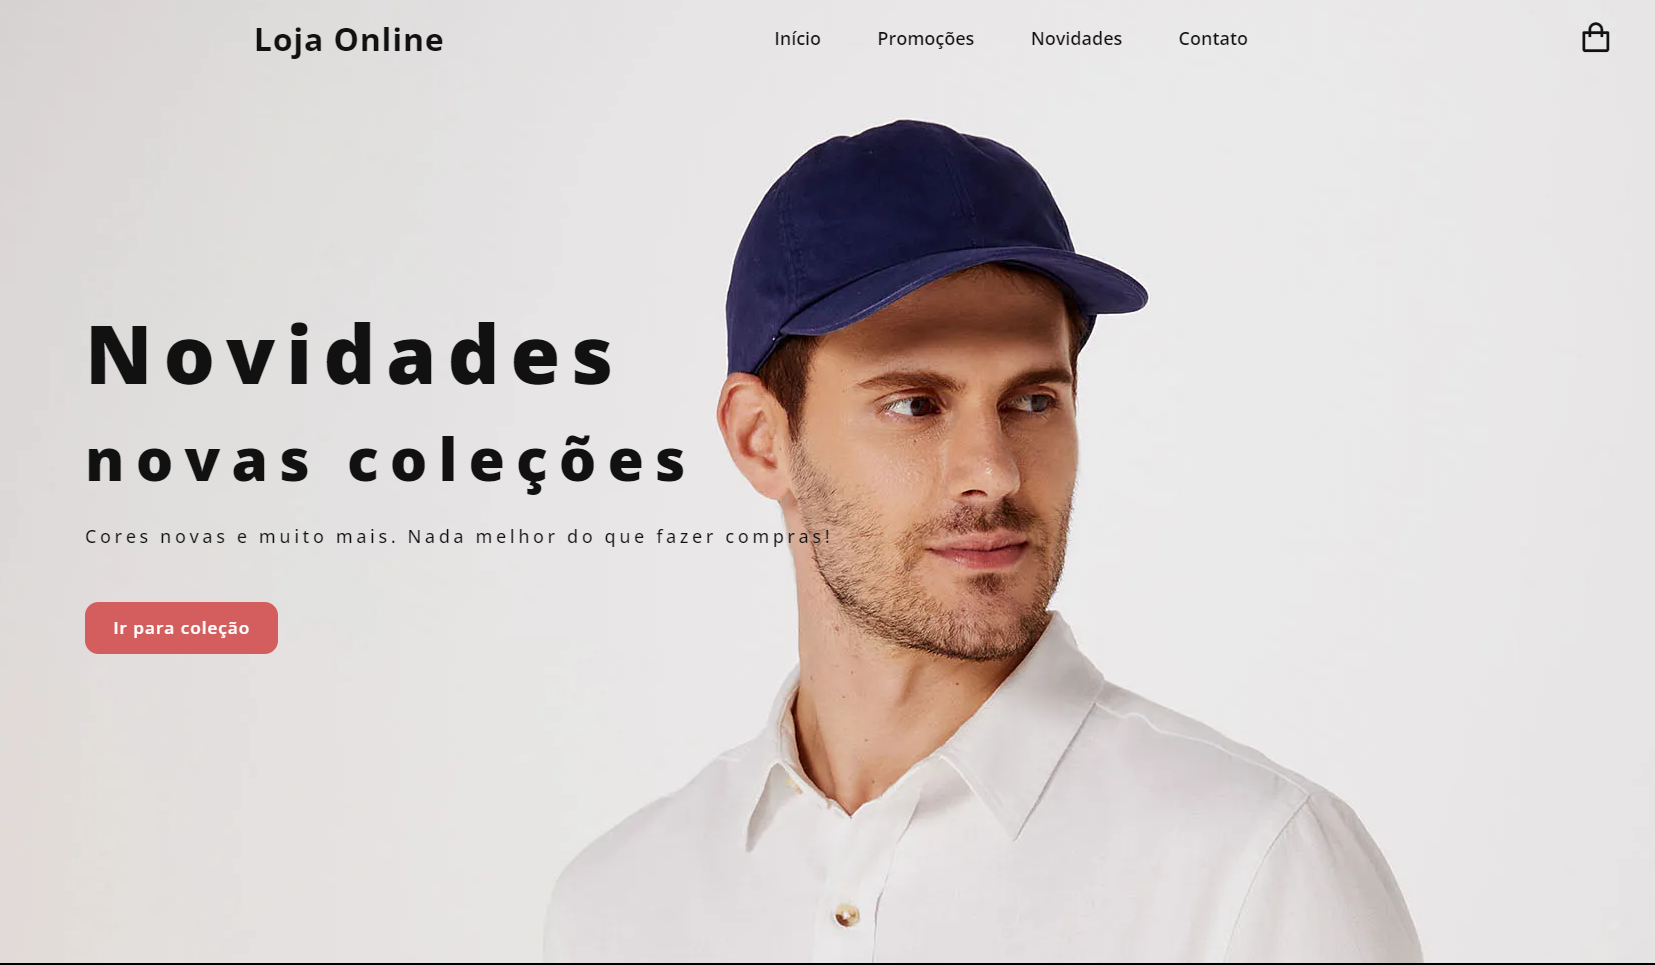 Loja Online
Início Promoções Novidades Contato
Novidades
novas coleções
Cores novas e muito mais. Nada melhor do que fazer compras!
Ir para coleção